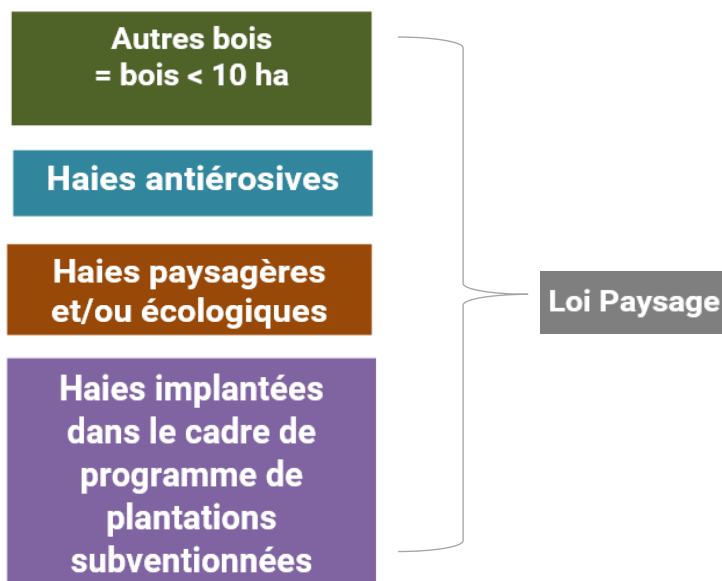 Autres bois
= bois < 10 ha
Haies antiérosives
Haies paysagères
et/ou écologiques
Loi Paysage
Haies implantées
dans le cadre de
programme de
plantations
subventionnées